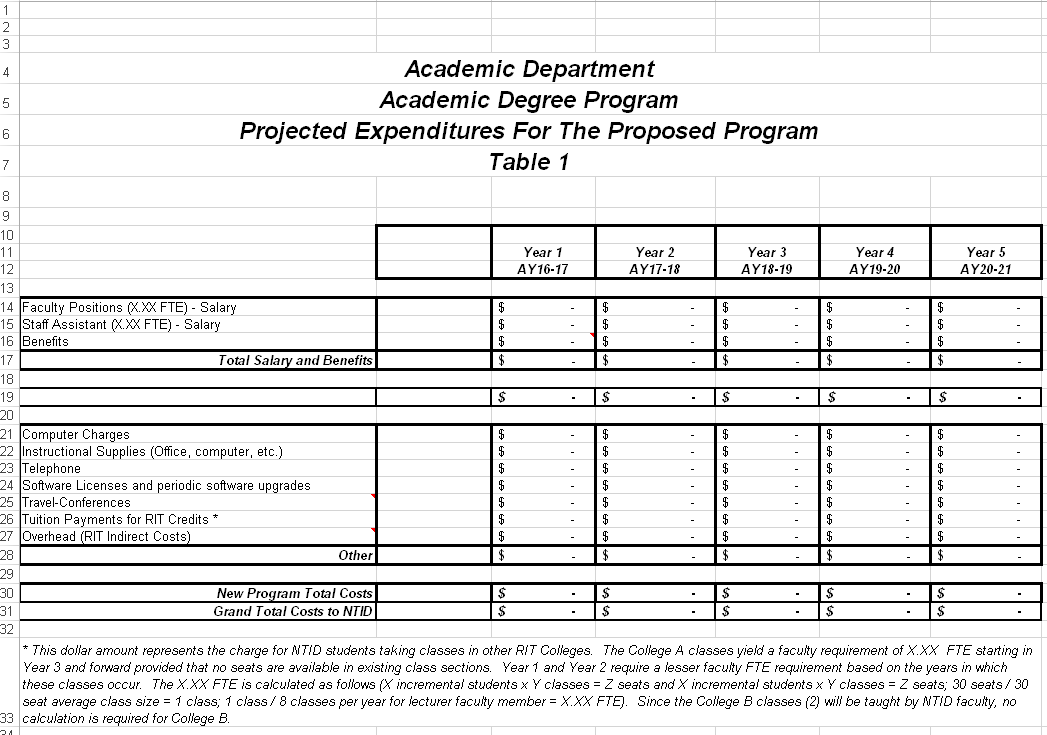 1
2
3
4 Academic Department
5 Academic Degree Program
6 Projected Expenditures For The Proposed Program
7 Table 1
8
9
10
11 Year 1 Year 2 Year 3 Year 4 Year 5
12 AY16-17 AY17-18 AY18-19 AY19-20 AY20-21
13
14 Faculty Positions (X.XX FTE) - Salary $ - $ - $ - $ - $ -
15 Staff Assistant (X.XX FTE) - Salary $ - $ - $ - $ - $ -
16 Benefits $ - $ - $ - $ - $ -
17 Total Salary and Benefits $ - $ - $ - $ - $ -
18
19 $ - $ - $ - $ - $ -
20
21 Computer Charges $ - $ - $ - $ - $ -
22 Instructional Supplies (Office, computer, etc.) $ - $ - $ - $ - $ -
23 Telephone $ - $ - $ - $ - $ -
24 Software Licenses and periodic software upgrades $ - $ - $ - $ - $ -
25 Travel-Conferences $ - $ - $ - $ - $ -
26 Tuition Payments for RIT Credits * $ - $ - $ - $ - $ -
27 Overhead (RIT Indirect Costs) $ - $ - $ - $ - $ -
28 Other $ - $ - $ - $ - $ -
29
30 New Program Total Costs $ - $ - $ - $ - $ -
31 Grand Total Costs to NTID $ - $ - $ - $ - $ -
32
* This dollar amount represents the charge for NTID students taking classes in other RIT Colleges. The College A classes yield a faculty requirement of X.XX FTE starting in
Year 3 and forward provided that no seats are available in existing class sections. Year 1 and Year 2 require a lesser faculty FTE requirement based on the years in which
these classes occur. The X.XX FTE is calculated as follows (X incremental students x Y classes = Z seats and X incremental students x Y classes = Z seats; 30 seats / 30
seat average class size = 1 class; 1 class / 8 classes per year for lecturer faculty member = X.XX FTE). Since the College B classes (2) will be taught by NTID faculty, no
33 calculation is required for College B.